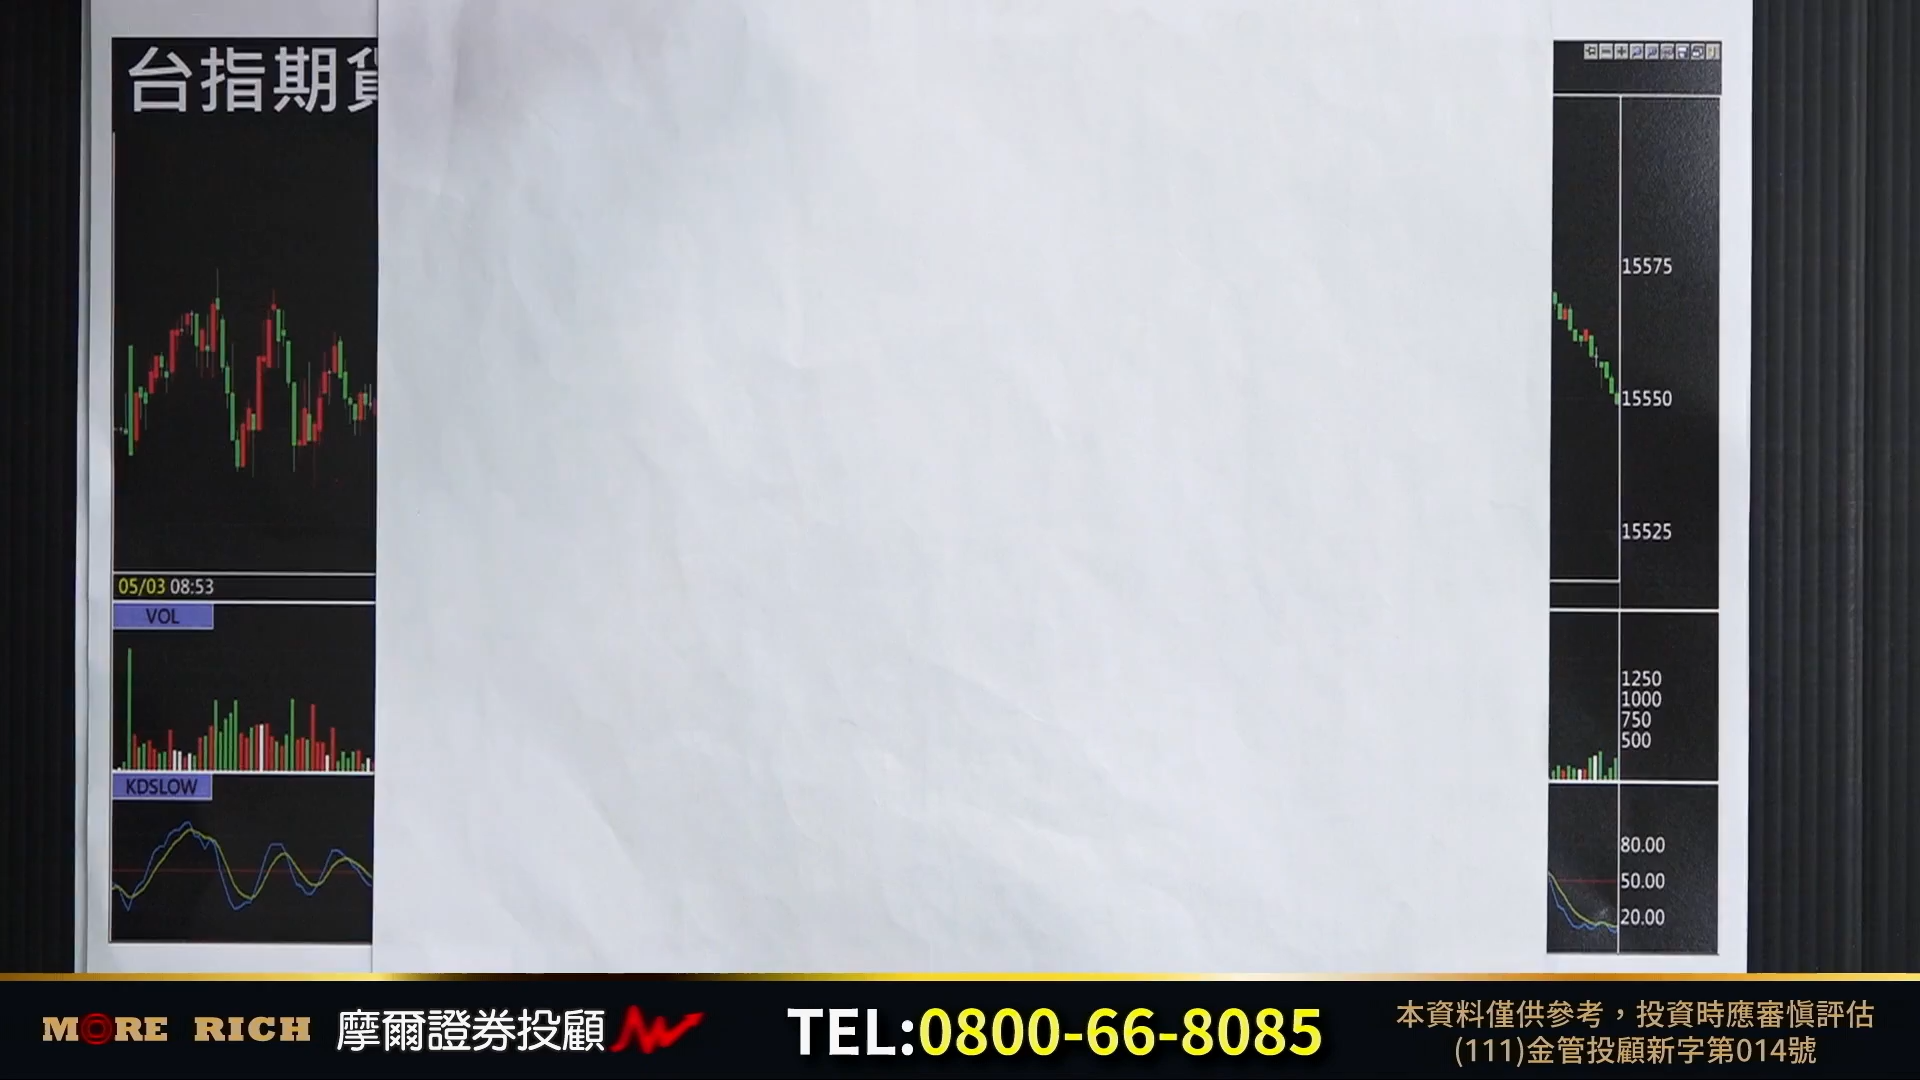 台指期貨
15575
15550
15525
05/03 08:53
VOL
1250
1000
750
500
KDSLOW
80.00
50.00
20.00
MORE RICH 摩爾證券投顧
TEL:0800-66-8085
本資料僅供參考，投資時應審慎評估
(111)金管投顧新字第014號